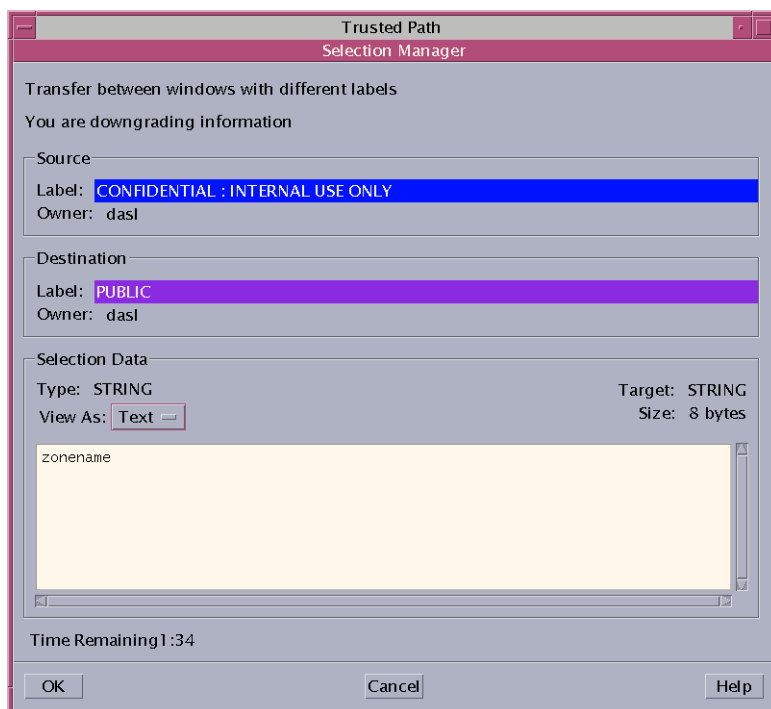 Trusted Path
Selection Manager
Transfer between windows with different labels
You are downgrading information
Source
Label: CONFIDENTIAL : INTERNAL USE ONLY
Owner: dasl
Destination
Label: PUBLIC
Owner: dasl
Selection Data
Type: STRING Target: STRING
View As: Text Size: 8 bytes
zonename
Time Remaining1:34
OK Cancel Help